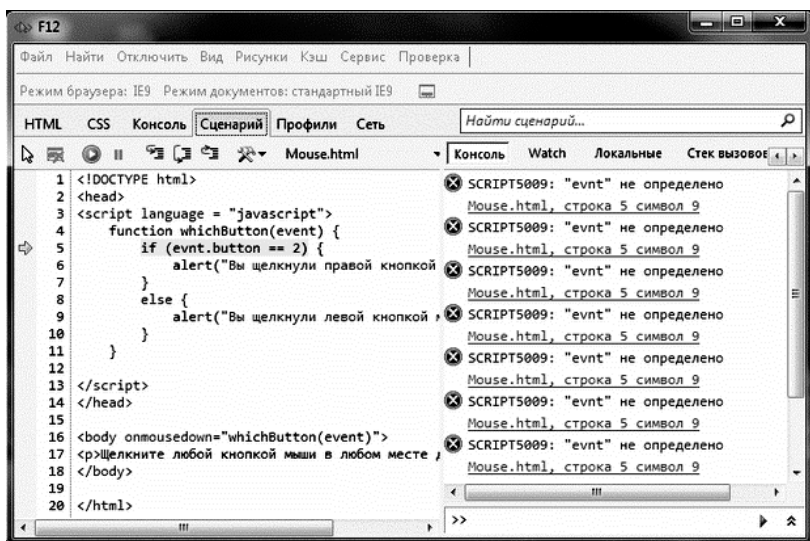 F12
Файл Найти Отключить Вид Рисунки Кэш Сервис Проверка
Режим браузера: IE9 Режим документов: стандартный IE9
HTML CSS Консоль Сценарий Профили Сеть
Найти сценарий...
Mouse.html
Консоль Watch Локальные Стек вызовов
1 <!DOCTYPE html>
2 <head>
3 <script language = "javascript">
4 function whichButton(event) {
5 if (evnt.button == 2) {
6 alert("Вы щелкнули правой кнопкой
7 }
8 else {
9 alert("Вы щелкнули левой кнопкой
10 }
11 }
12
13 </script>
14 </head>
15
16 <body onmousedown="whichButton(event)">
17 <p>Щелкните любой кнопкой мыши в любом месте
18 </body>
19
20 </html>
SCRIPT5009: "evnt" не определено
Mouse.html, строка 5 символ 9
SCRIPT5009: "evnt" не определено
Mouse.html, строка 5 символ 9
SCRIPT5009: "evnt" не определено
Mouse.html, строка 5 символ 9
SCRIPT5009: "evnt" не определено
Mouse.html, строка 5 символ 9
SCRIPT5009: "evnt" не определено
Mouse.html, строка 5 символ 9
SCRIPT5009: "evnt" не определено
Mouse.html, строка 5 символ 9
SCRIPT5009: "evnt" не определено
Mouse.html, строка 5 символ 9
>>